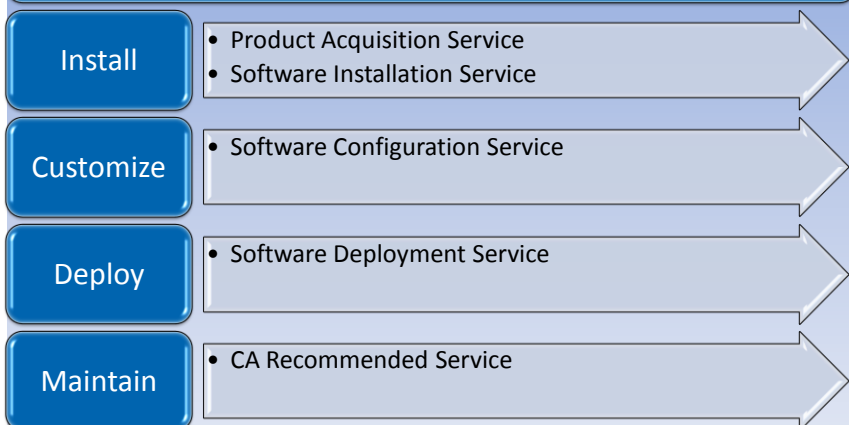 Install
• Product Acquisition Service
• Software Installation Service
Customize
• Software Configuration Service
Deploy
• Software Deployment Service
Maintain
• CA Recommended Service